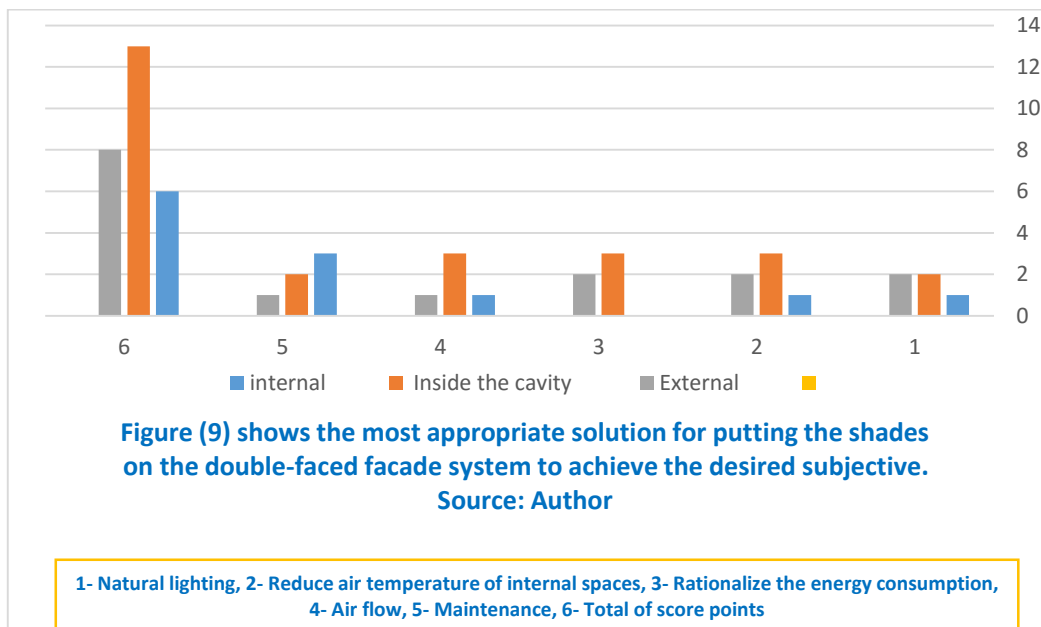 14
12
10
8
6
4
2
0
6 5 4 3 2 1
internal Inside the cavity External
Figure (9) shows the most appropriate solution for putting the shades
on the double-faced facade system to achieve the desired subjective.
Source: Author
1- Natural lighting, 2- Reduce air temperature of internal spaces, 3- Rationalize the energy consumption,
4- Air flow, 5- Maintenance, 6- Total of score points